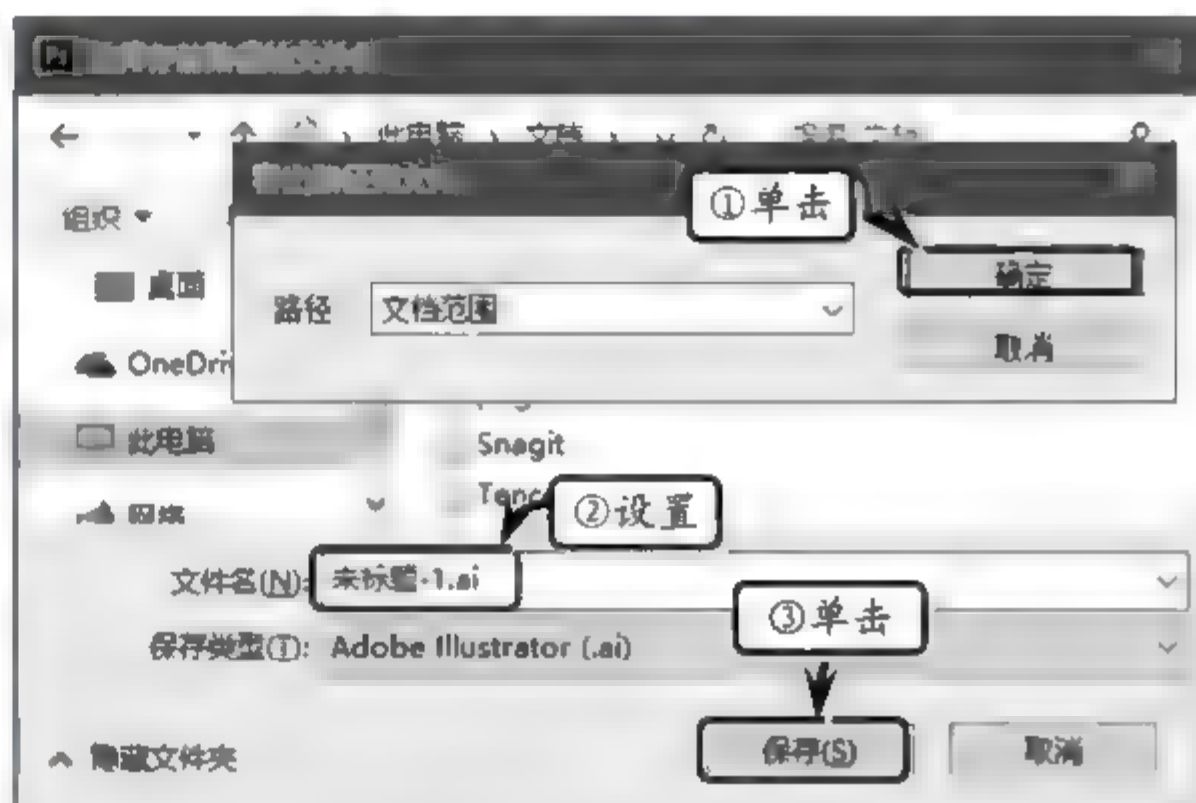 Ps
此电脑 文档
①单击
组织
确定
桌面
路径 文档范围
取消
OneDri
此电脑
Snagit
Tenc
②设置
网络
文件名(N): 未标题-1.ai
③单击
保存类型(T): Adobe Illustrator (.ai)
隐藏文件夹
保存(S)
取消